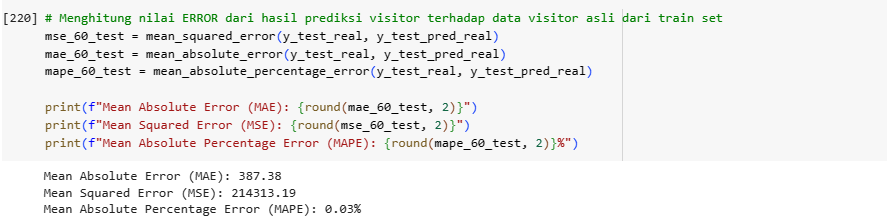 [220] # Menghitung nilai ERROR dari hasil prediksi visitor terhadap data visitor asli dari train set
mse_60_test = mean_squared_error(y_test_real, y_test_pred_real)
mae_60_test = mean_absolute_error(y_test_real, y_test_pred_real)
mape_60_test = mean_absolute_percentage_error(y_test_real, y_test_pred_real)
print(f"Mean Absolute Error (MAE): {round(mae_60_test, 2)}")
print(f"Mean Squared Error (MSE): {round(mse_60_test, 2)}")
print(f"Mean Absolute Percentage Error (MAPE): {round(mape_60_test, 2)}%")
Mean Absolute Error (MAE): 387.38
Mean Squared Error (MSE): 214313.19
Mean Absolute Percentage Error (MAPE): 0.03%